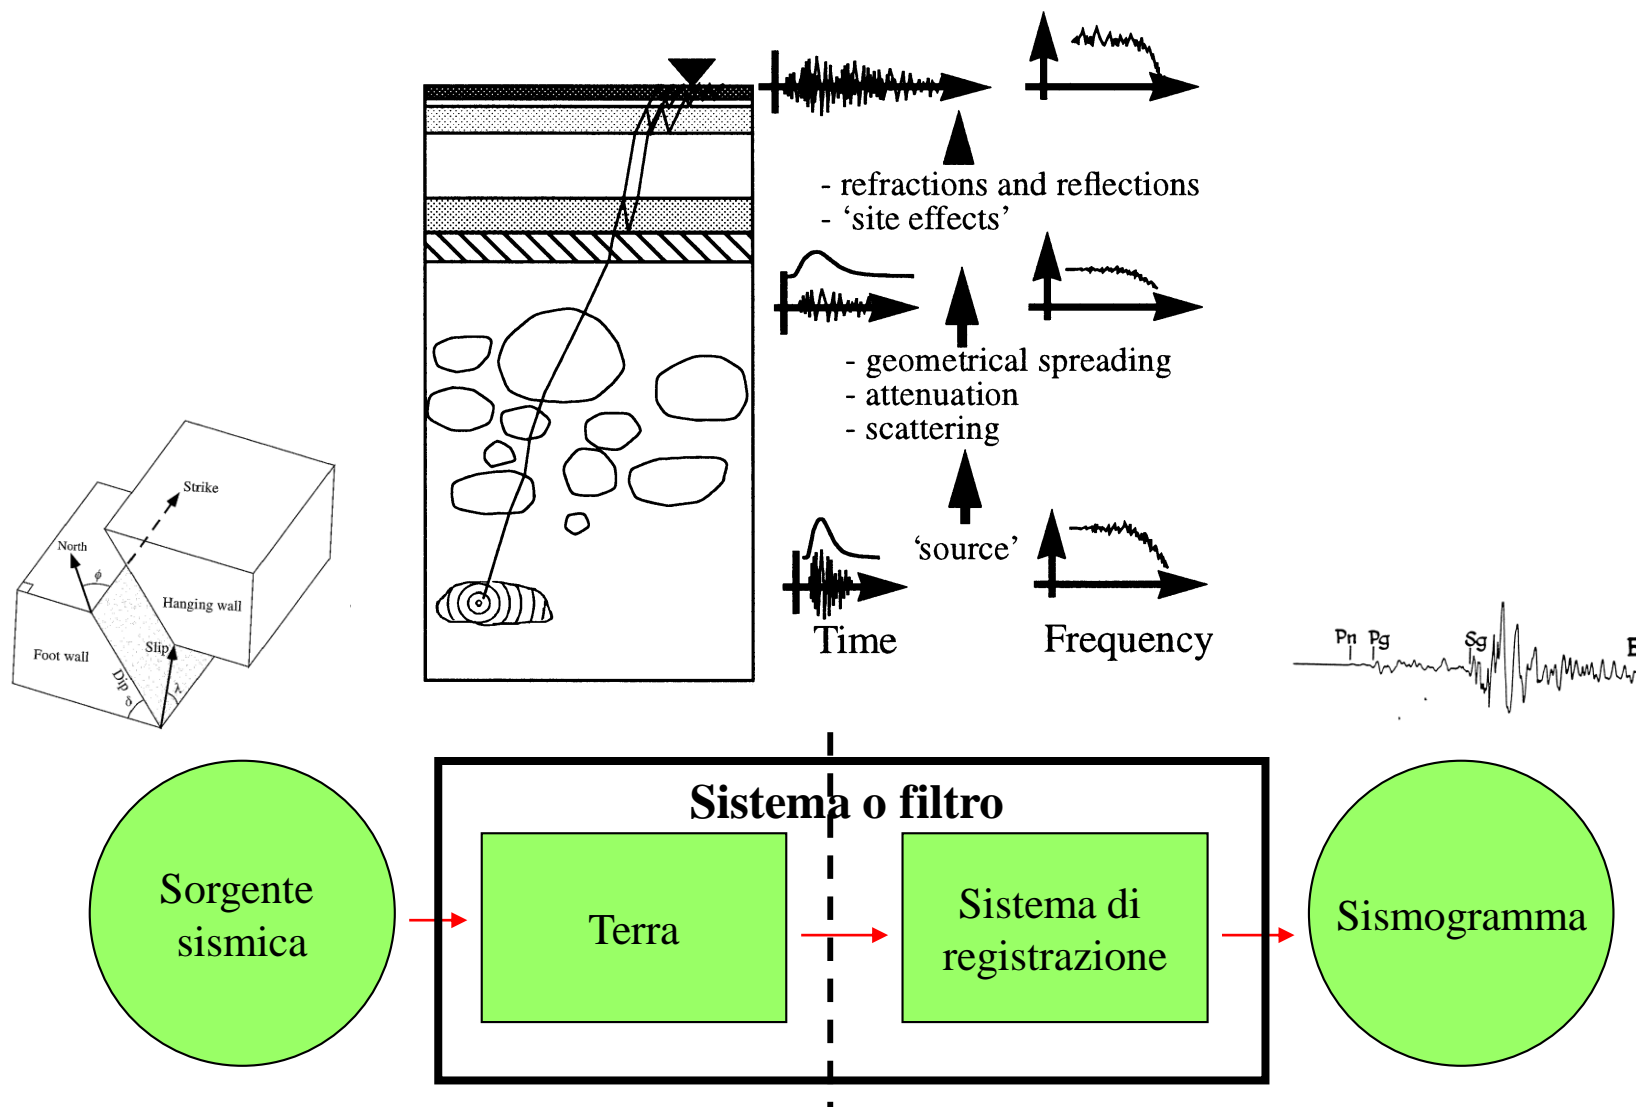 - refractions and reflections
- ‘site effects’
- geometrical spreading
- attenuation
- scattering
‘source’
Time
Frequency
Strike
North
ϕ
Hanging wall
Foot wall
Slip
Dip
δ
λ
Pn Pg Sg
Sistema o filtro
Sorgente
sismica
Terra
Sistema di
registrazione
Sismogramma